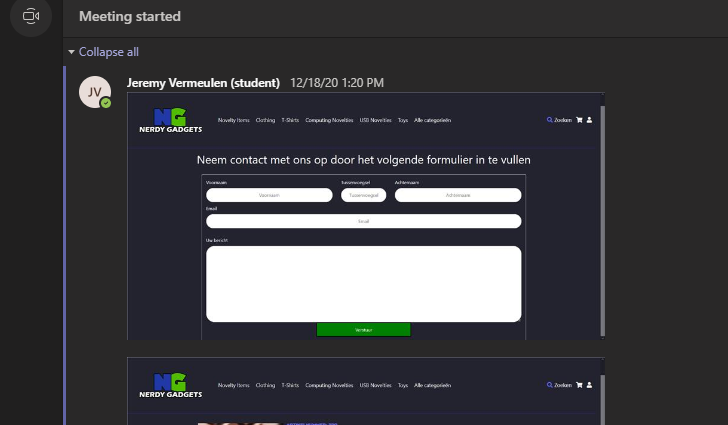 Meeting started
Collapse all
JV
Jeremy Vermeulen (student) 12/18/20 1:20 PM
NG
NERDY GADGETS
Novelty Items Clothing T-Shirts Computing Novelties USB Novelties Toys Alle categorieën
Zoeken
Neem contact met ons op door het volgende formulier in te vullen
Voornaam Tussenvoegsel Achternaam
Voornaam Tussenvoegsel Achternaam
Email
Email
Uw bericht
Verstuur
NG
NERDY GADGETS
Novelty Items Clothing T-Shirts Computing Novelties USB Novelties Toys Alle categorieën
Zoeken